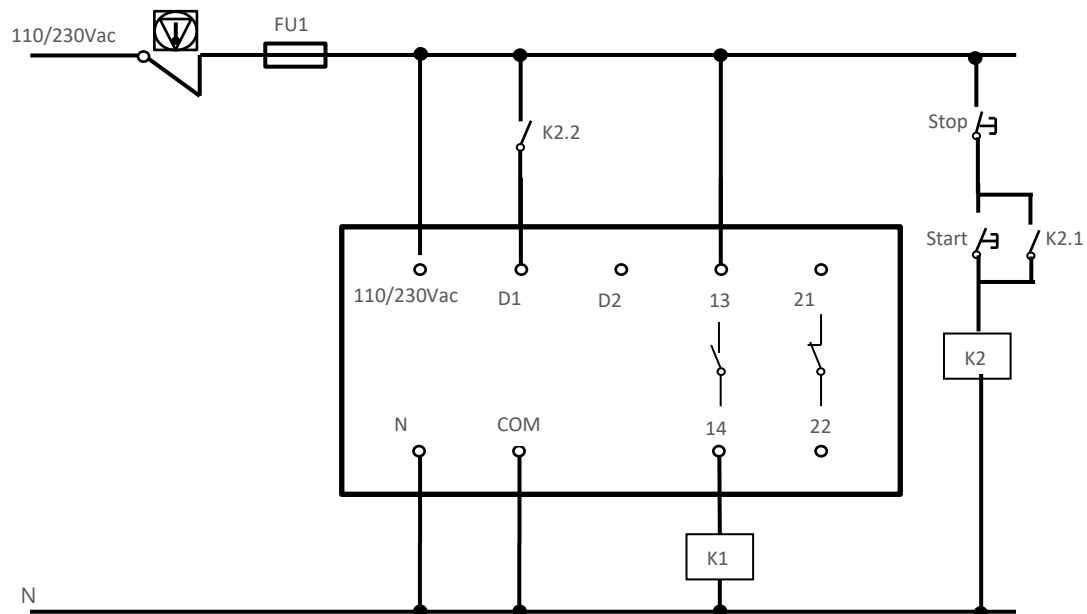 110/230Vac
FU1
Stop
K2.2
Start
K2.1
110/230Vac
D1
D2
13
21
K2
N
COM
14
22
K1
N